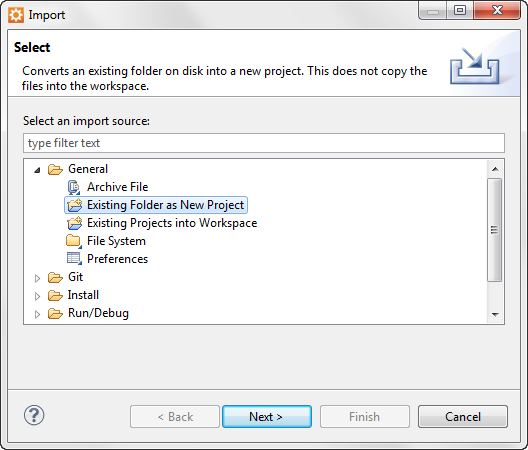 Import
Select
Converts an existing folder on disk into a new project. This does not copy the
files into the workspace.
Select an import source:
type filter text
General
Archive File
Existing Folder as New Project
Existing Projects into Workspace
File System
Preferences
Git
Install
Run/Debug
?
< Back
Next >
Finish
Cancel